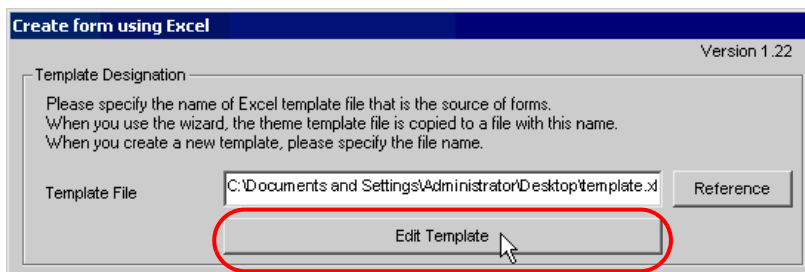 Create form using Excel
Version 1.22
Template Designation
Please specify the name of Excel template file that is the source of forms.
When you use the wizard, the theme template file is copied to a file with this name.
When you create a new template, please specify the file name.
Template File C:\Documents and Settings\Administrator\Desktop\template.xl Reference
Edit Template